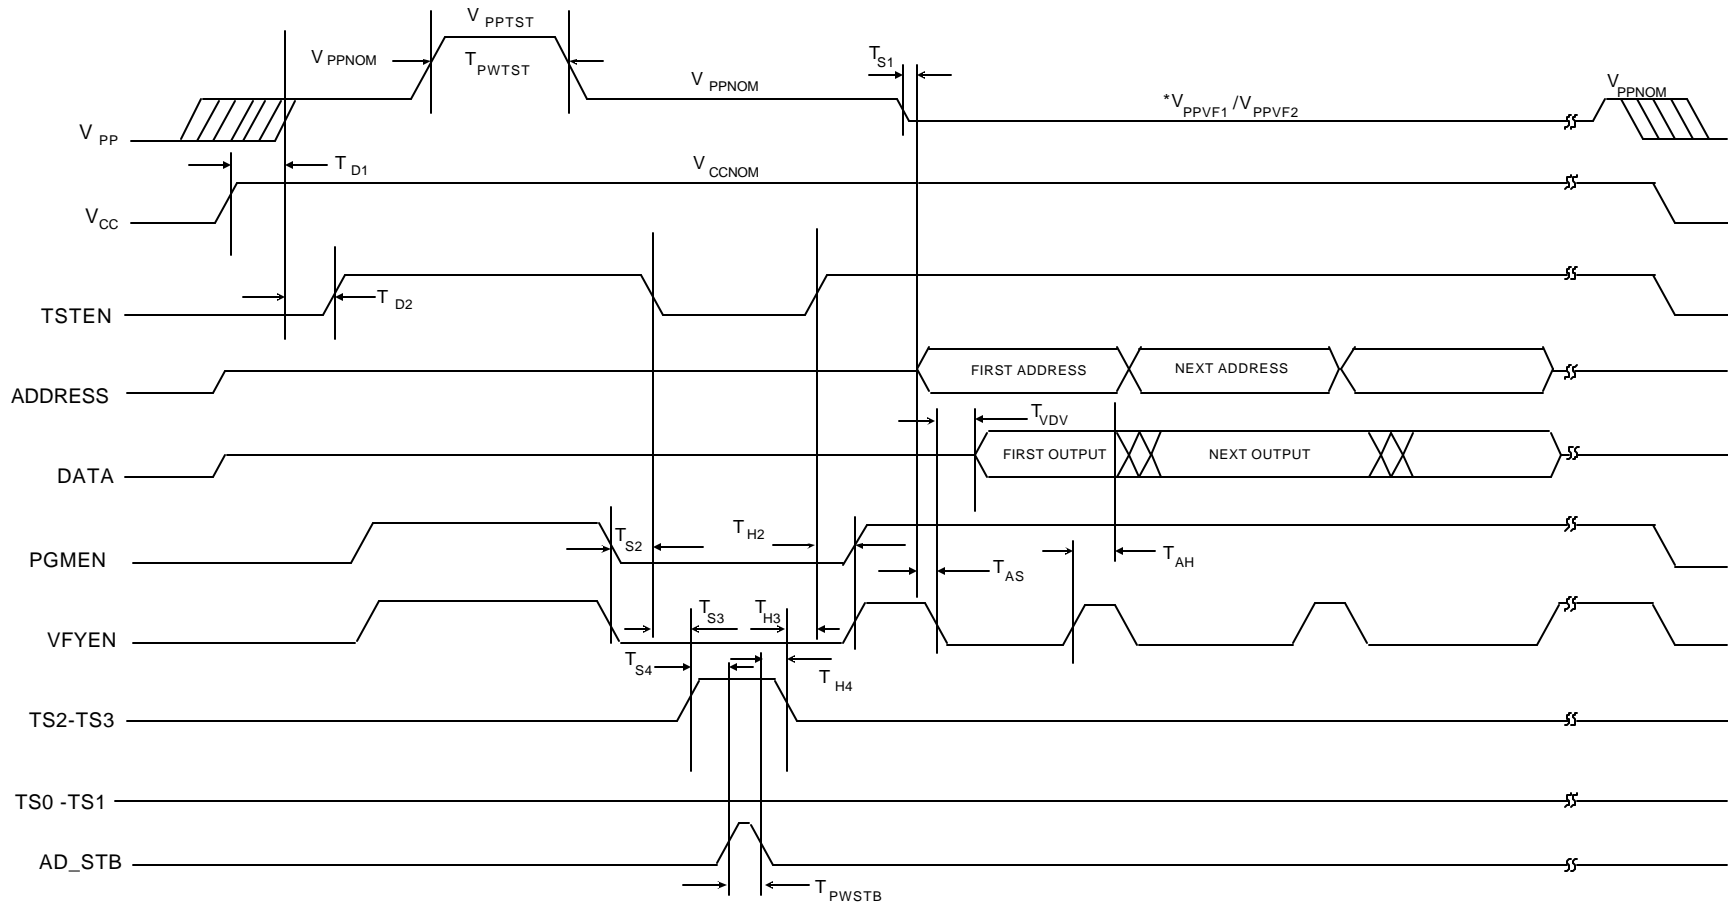 V PPTST
V PPNOM
T PWTST
T S1
V PPNOM
*V PPVF1 /V PPVF2
V PPNOM
V PP
T D1
V CCNOM
V CC
T D2
TSTEN
FIRST ADDRESS
NEXT ADDRESS
ADDRESS
T VDV
FIRST OUTPUT
NEXT OUTPUT
DATA
T S2
T H2
PGMEN
T AS
T AH
T S3
T H3
VFYEN
T S4
T H4
TS2-TS3
TS0 -TS1
AD_STB
T PWSTB